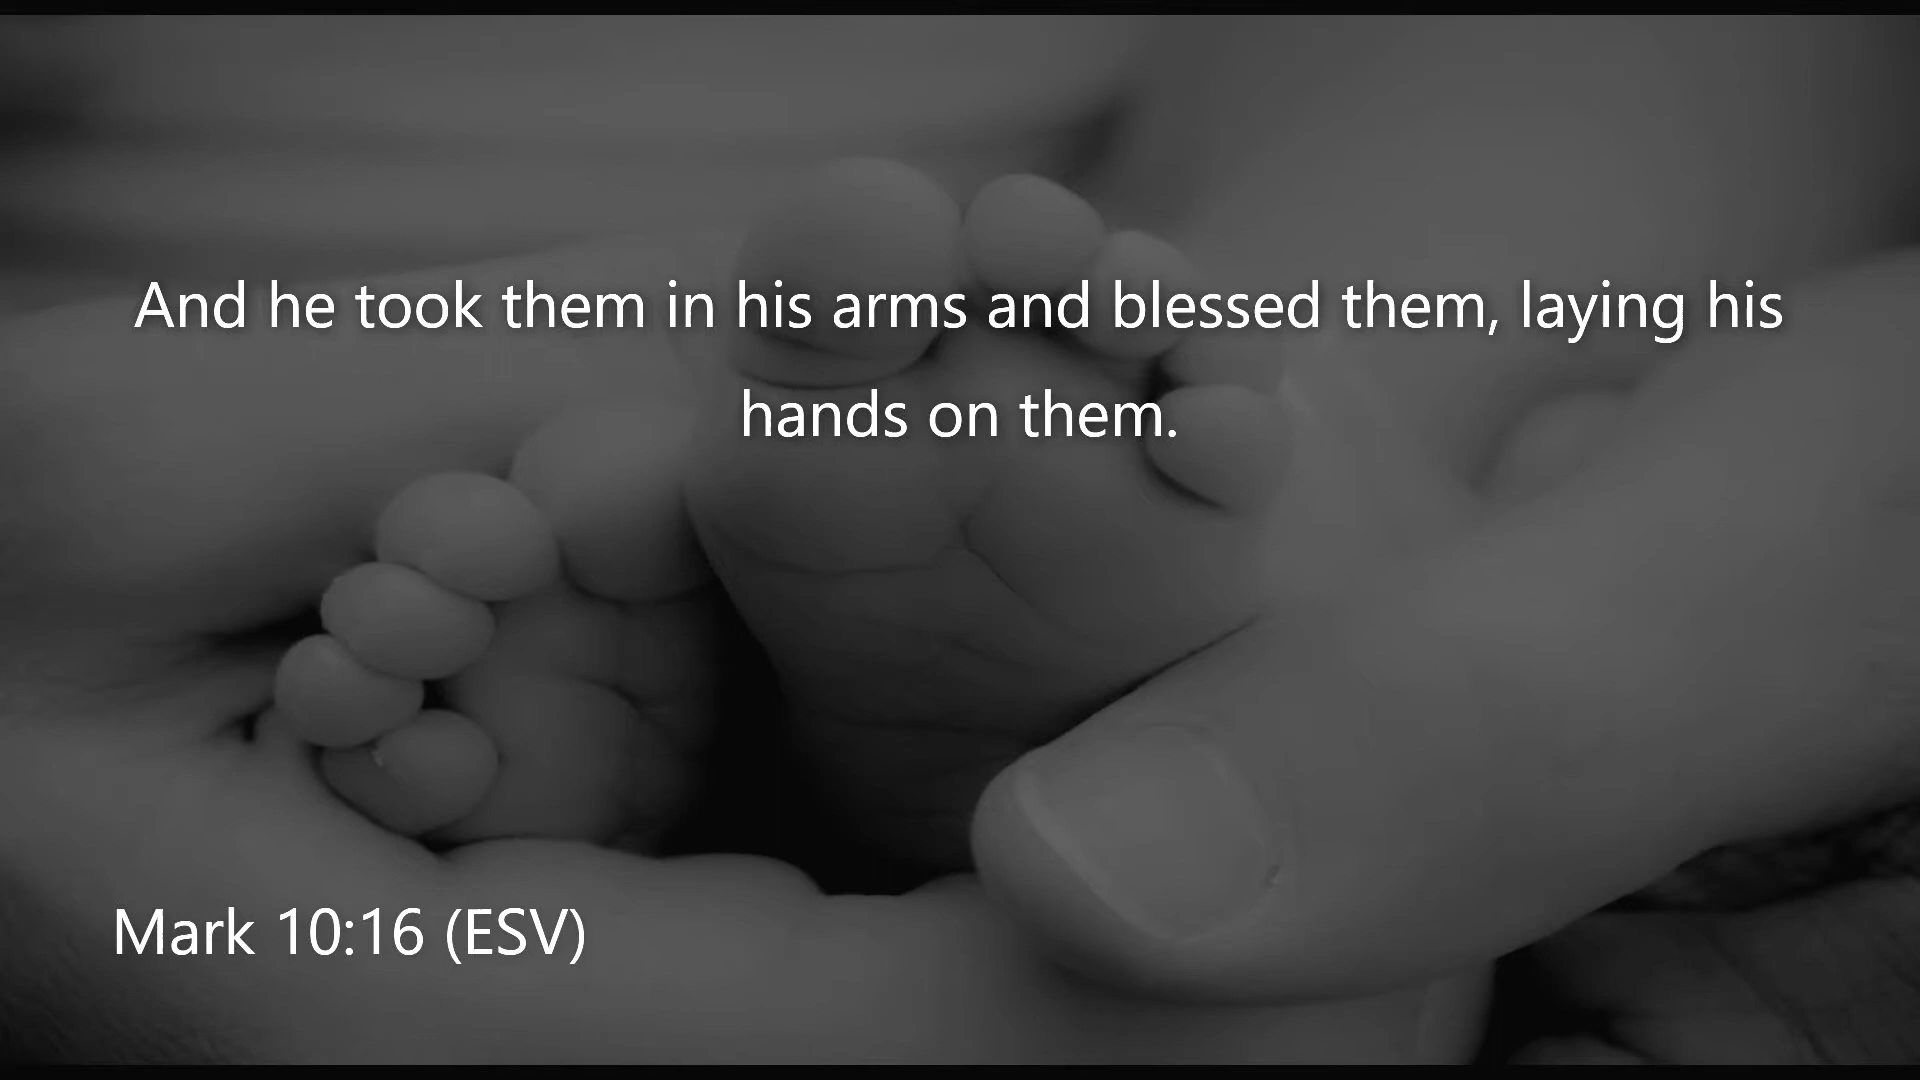 And he took them in his arms and blessed them, laying his
hands on them.
Mark 10:16 (ESV)